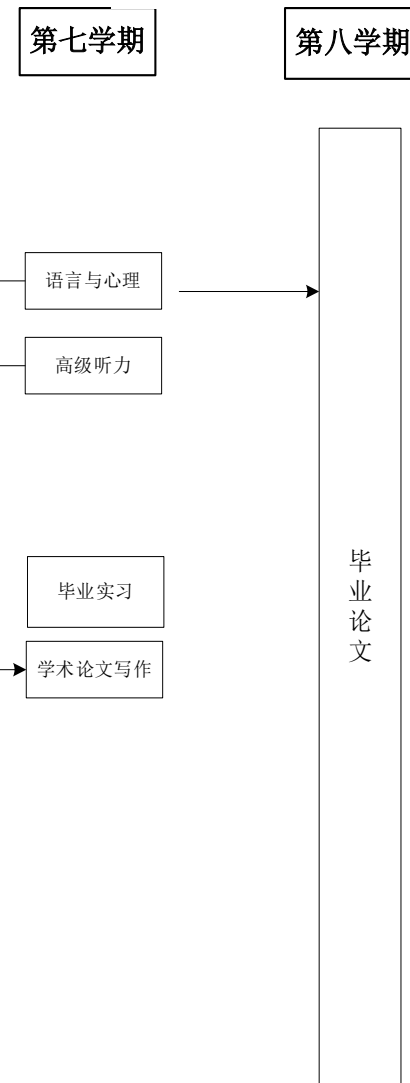 第七学期
第八学期
语言与心理
高级听力
毕业实习
学术论文写作
毕
业
论
文